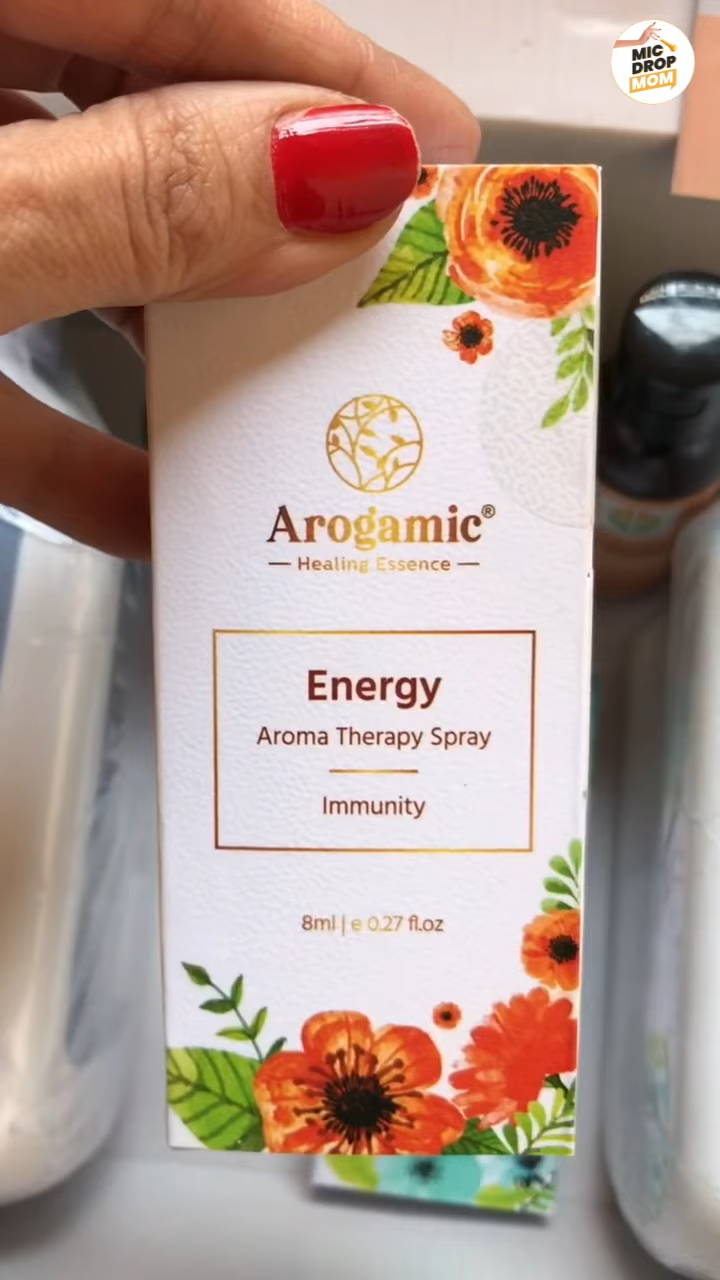 MIC
DROP
MOM
Arogamic®
— Healing Essence —
Energy
Aroma Therapy Spray
Immunity
8ml | e 0.27 fl.oz